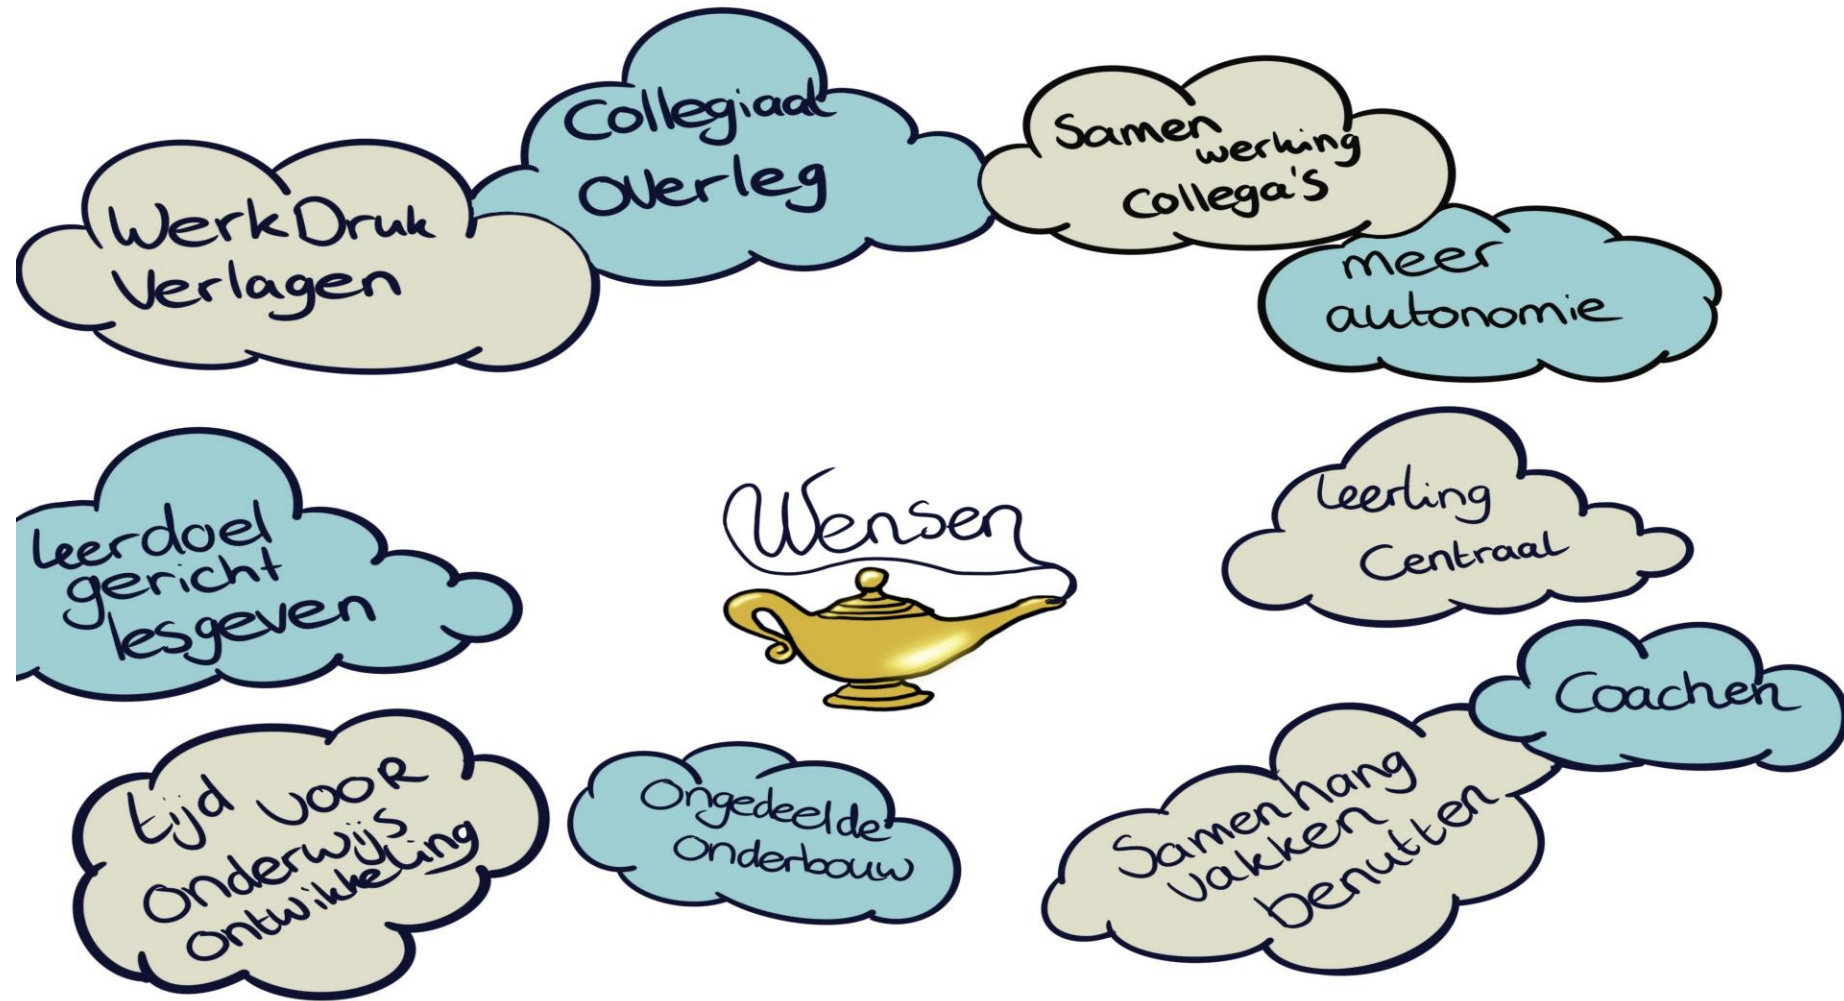 WerkDruk
Verlagen
Collegiaal
Overleg
Samen
werking
collega's
meer
autonomie
Leerdoel
gericht
lesgeven
Wensen
Leerling
Centraal
Coachen
Tijd voor
onderwijs
ontwikkeling
Ongedeelde
onderbouw
Samenhang
vakken
benutten